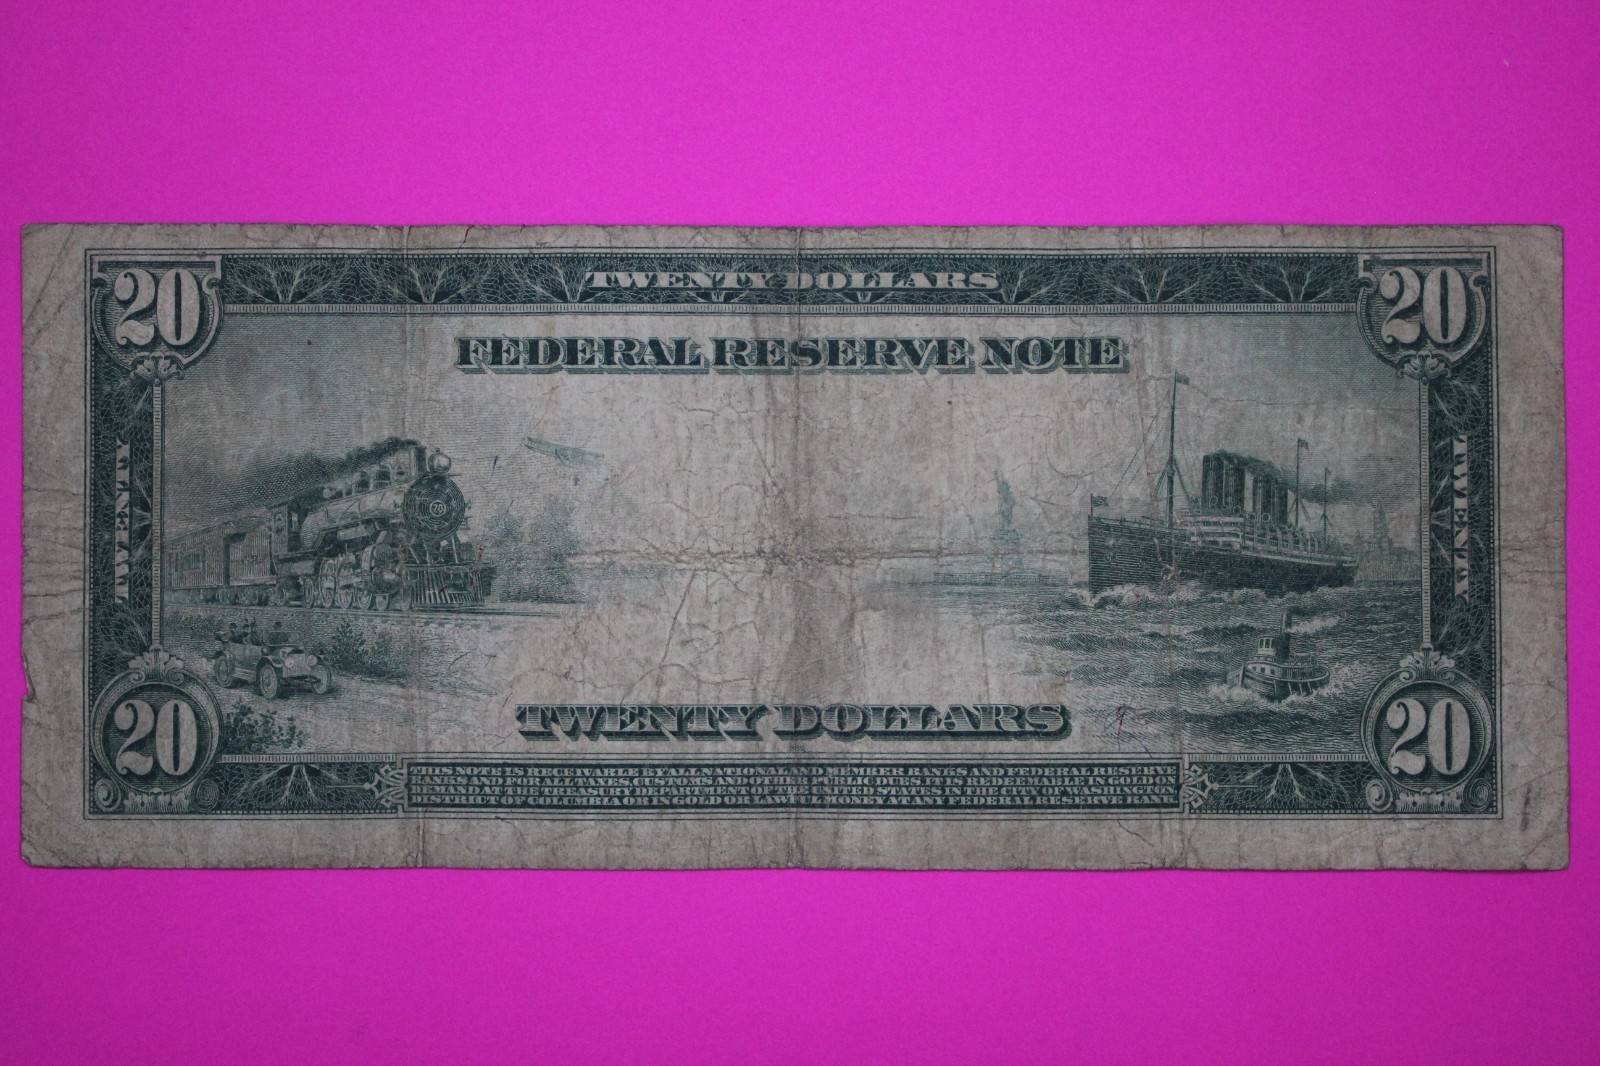 20 TWENTY DOLLARS 20
FEDERAL RESERVE NOTE
TWENTY
TWENTY
20
TWENTY DOLLARS
20 20
THIS NOTE IS RECEIVABLE BY ALL NATIONAL AND MEMBER BANKS AND FEDERAL RESERVE
BANKS AND FOR ALL TAXES, CUSTOMS AND OTHER PUBLIC DUES. IT IS REDEEMABLE IN GOLD ON
DEMAND AT THE TREASURY DEPARTMENT OF THE UNITED STATES IN THE CITY OF WASHINGTON
DISTRICT OF COLUMBIA OR IN GOLD OR LAWFUL MONEY AT ANY FEDERAL RESERVE BANK